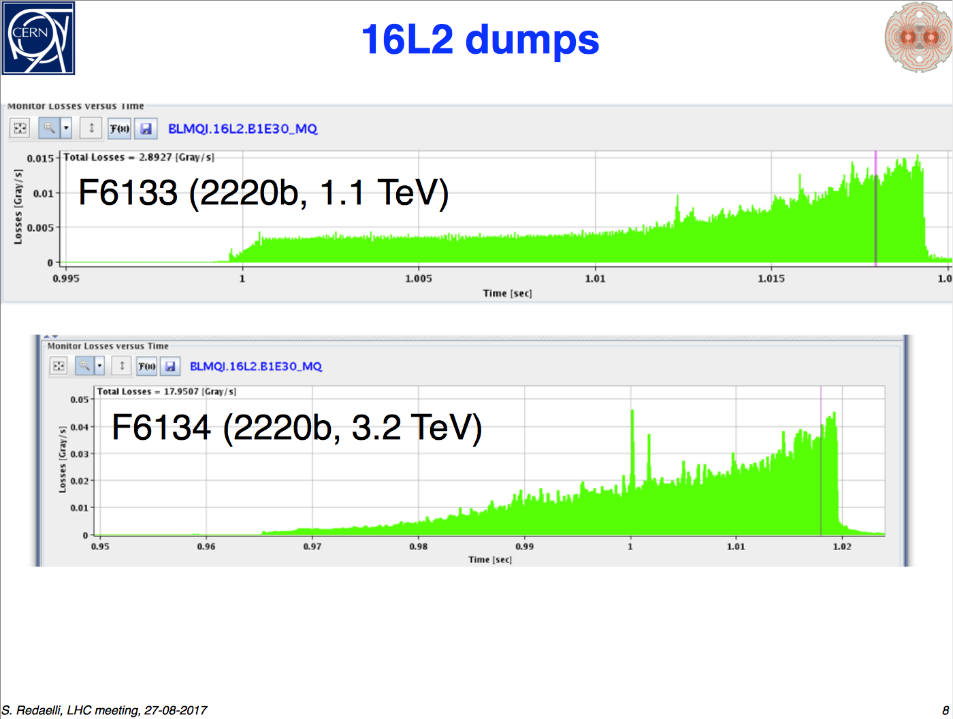 CERN
16L2 dumps
Monitor Losses versus Time
F(x)
BLMQI.16L2.B1E30_MQ
Total Losses = 2.8927 [Gray/s]
F6133 (2220b, 1.1 TeV)
Losses [Gray/s]
0.015
0.01
0.005
0
0.995 1 1.005 1.01 1.015 1.0
Time [sec]
Monitor Losses versus Time
F(x)
BLMQI.16L2.B1E30_MQ
Total Losses = 17.9507 [Gray/s]
F6134 (2220b, 3.2 TeV)
Losses [Gray/s]
0.05
0.04
0.03
0.02
0.01
0
0.95 0.96 0.97 0.98 0.99 1 1.01 1.02
Time [sec]
S. Redaelli, LHC meeting, 27-08-2017 8